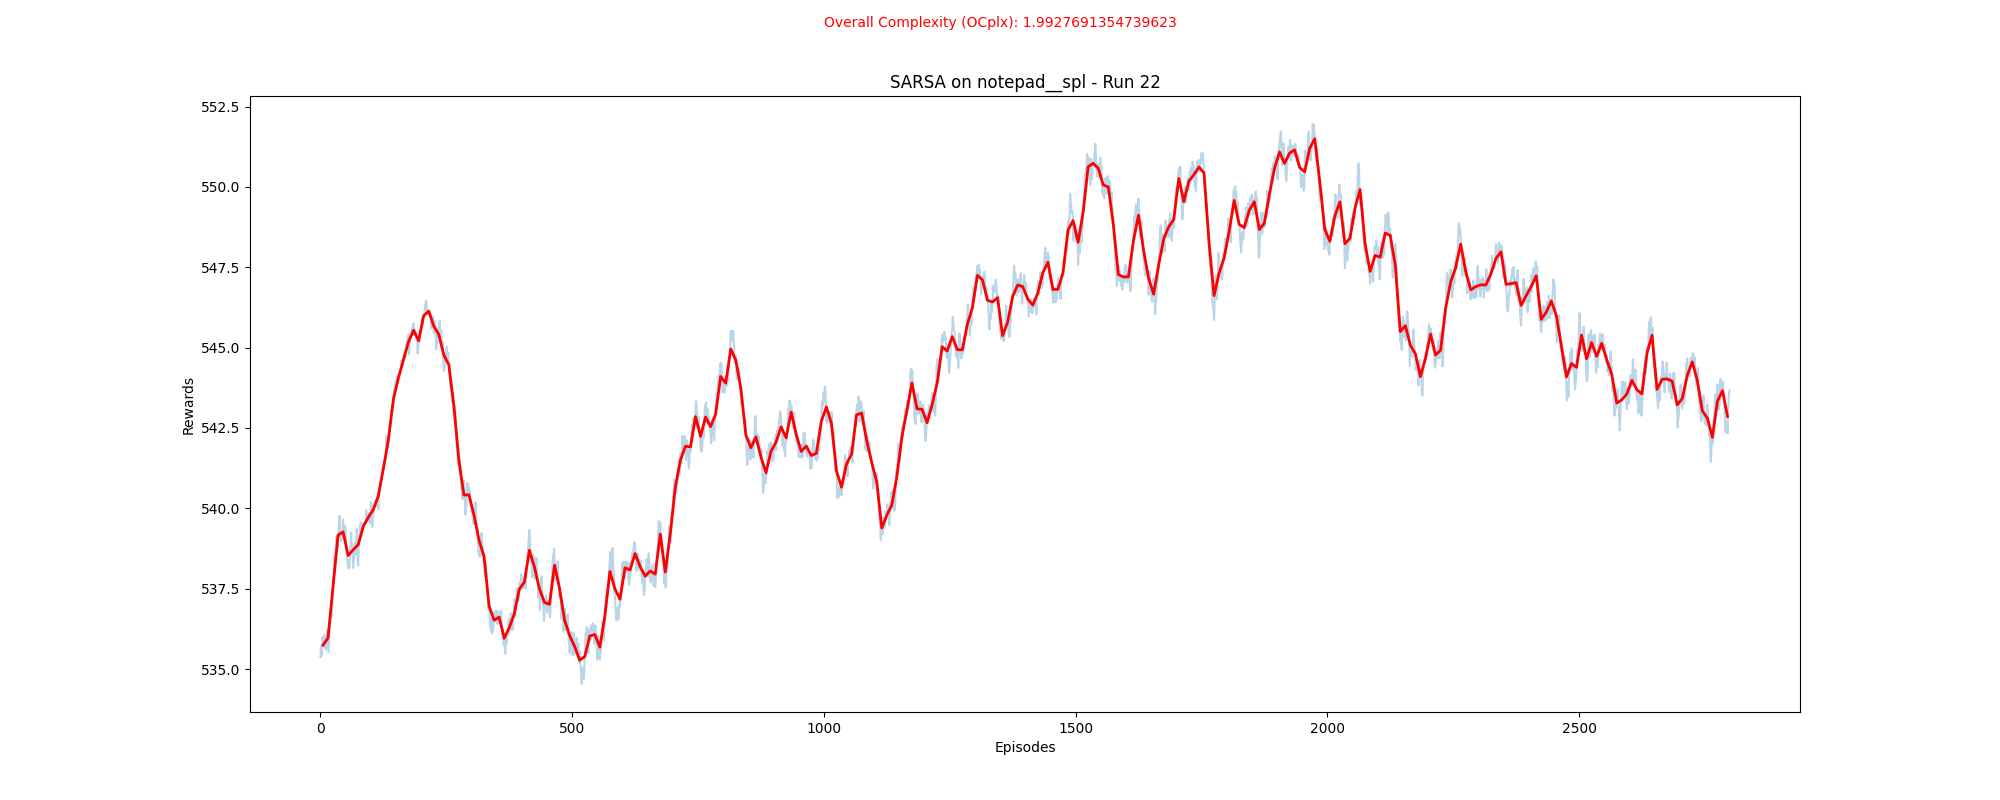 Overall Complexity (OCplx): 1.9927691354739623
SARSA on notepad__spl - Run 22
552.5
550.0
547.5
545.0
542.5
540.0
537.5
535.0
Rewards
0 500 1000 1500 2000 2500
Episodes